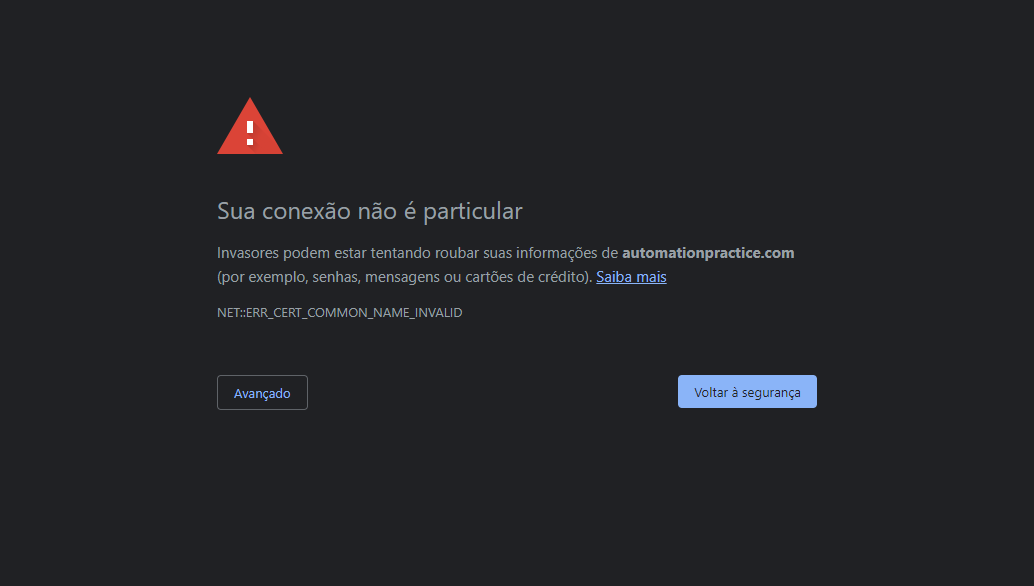 Sua conexão não é particular
Invasores podem estar tentando roubar suas informações de automationpractice.com
(por exemplo, senhas, mensagens ou cartões de crédito). Saiba mais
NET::ERR_CERT_COMMON_NAME_INVALID
Avançado
Voltar à segurança